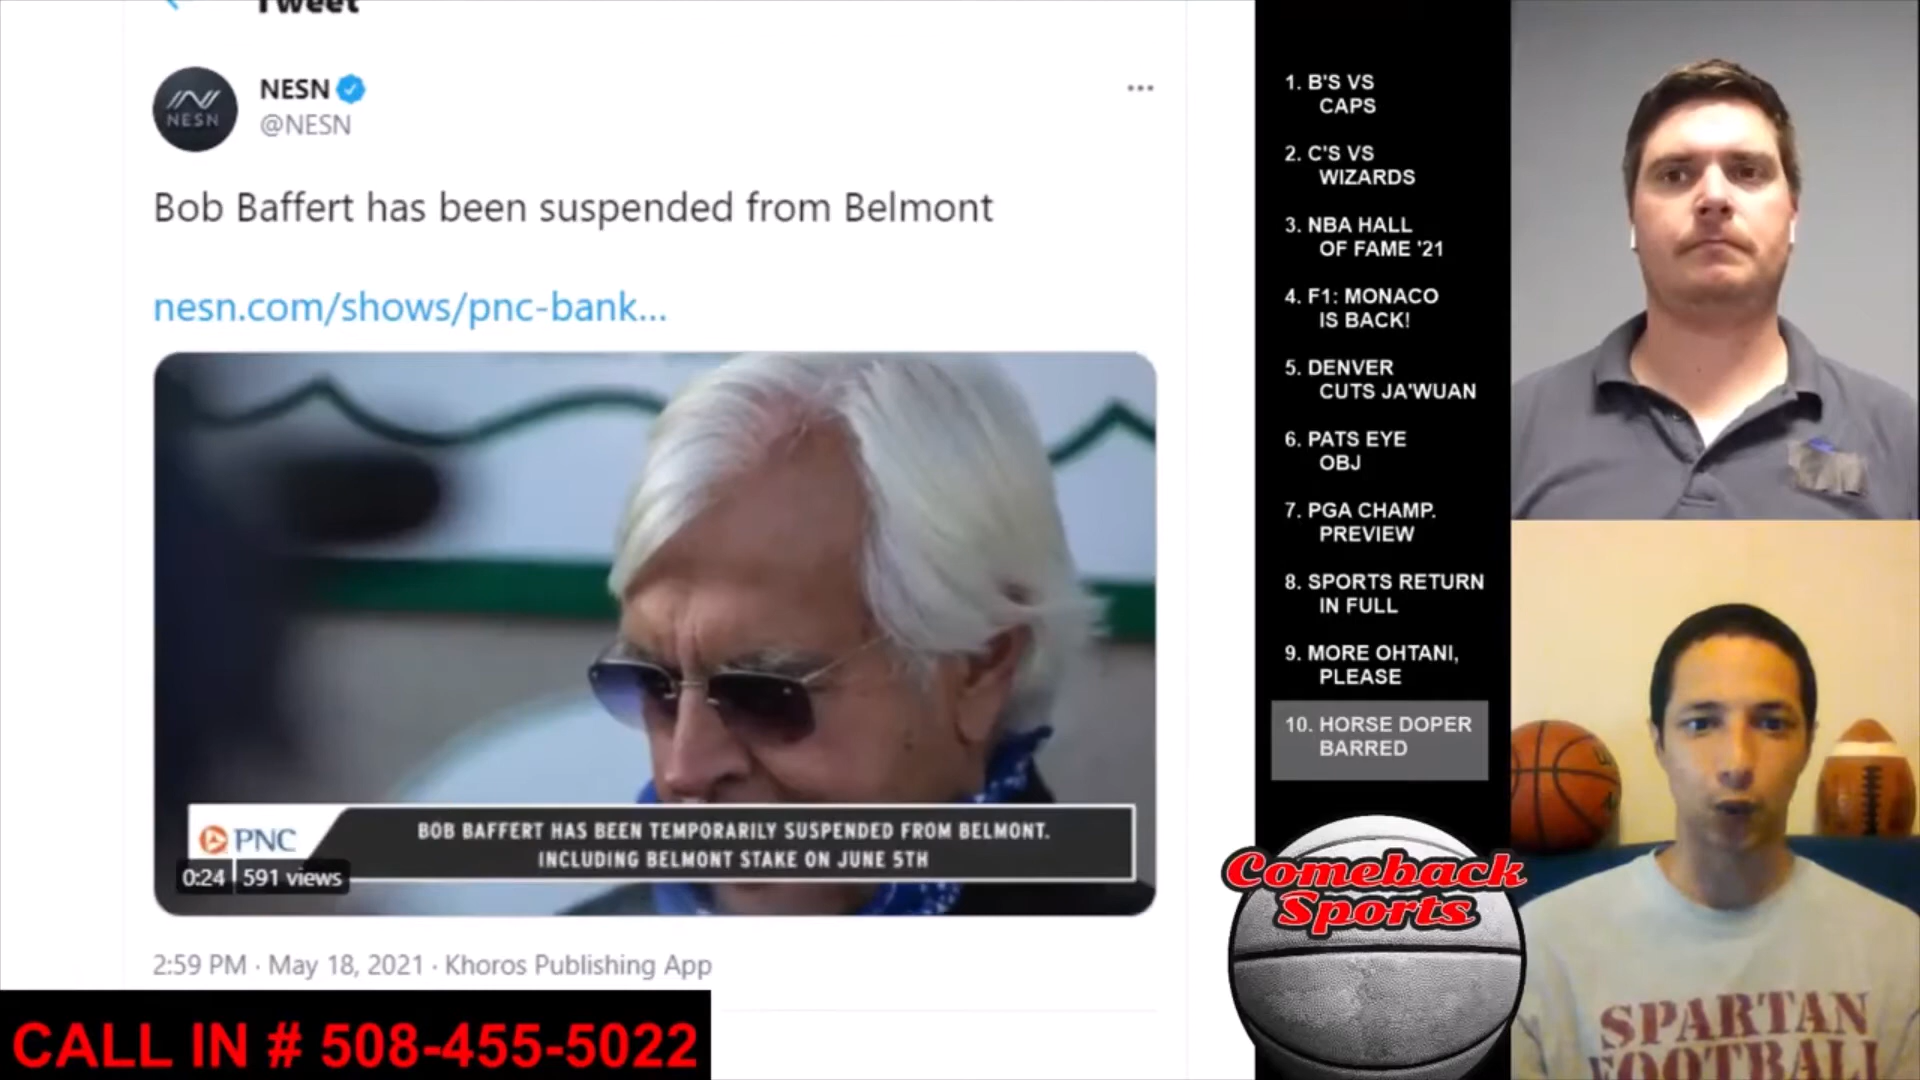 Tweet
NESN
@NESN
NESN
Bob Baffert has been suspended from Belmont
nesn.com/shows/pnc-bank...
PNC
BOB BAFFERT HAS BEEN TEMPORARILY SUSPENDED FROM BELMONT.
INCLUDING BELMONT STAKE ON JUNE 5TH
0:24 591 views
2:59 PM · May 18, 2021 · Khoros Publishing App
CALL IN # 508-455-5022
1. B'S VS
CAPS
2. C'S VS
WIZARDS
3. NBA HALL
OF FAME '21
4. F1: MONACO
IS BACK!
5. DENVER
CUTS JA'WUAN
6. PATS EYE
OBJ
7. PGA CHAMP.
PREVIEW
8. SPORTS RETURN
IN FULL
9. MORE OHTANI,
PLEASE
10. HORSE DOPER
BARRED
Comeback
Sports
SPARTAN
FOOTBALL